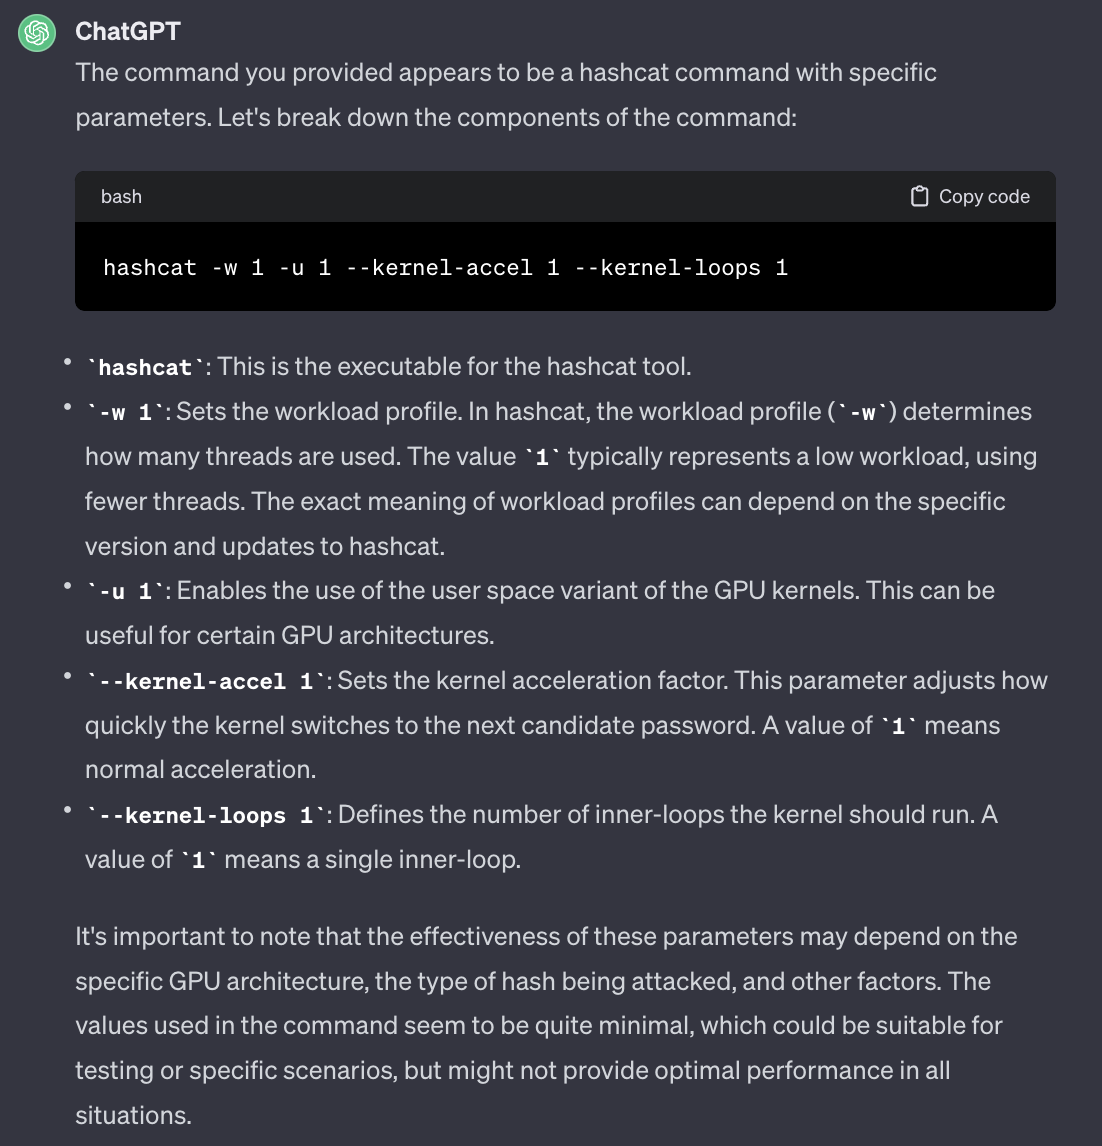 ChatGPT
The command you provided appears to be a hashcat command with specific
parameters. Let's break down the components of the command:
bash
Copy code
hashcat -w 1 -u 1 --kernel-accel 1 --kernel-loops 1
• `hashcat`: This is the executable for the hashcat tool.
• `-w 1`: Sets the workload profile. In hashcat, the workload profile (`-w`) determines
how many threads are used. The value `1` typically represents a low workload, using
fewer threads. The exact meaning of workload profiles can depend on the specific
version and updates to hashcat.
• `-u 1`: Enables the use of the user space variant of the GPU kernels. This can be
useful for certain GPU architectures.
• `--kernel-accel 1`: Sets the kernel acceleration factor. This parameter adjusts how
quickly the kernel switches to the next candidate password. A value of `1` means
normal acceleration.
• `--kernel-loops 1`: Defines the number of inner-loops the kernel should run. A
value of `1` means a single inner-loop.
It's important to note that the effectiveness of these parameters may depend on the
specific GPU architecture, the type of hash being attacked, and other factors. The
values used in the command seem to be quite minimal, which could be suitable for
testing or specific scenarios, but might not provide optimal performance in all
situations.